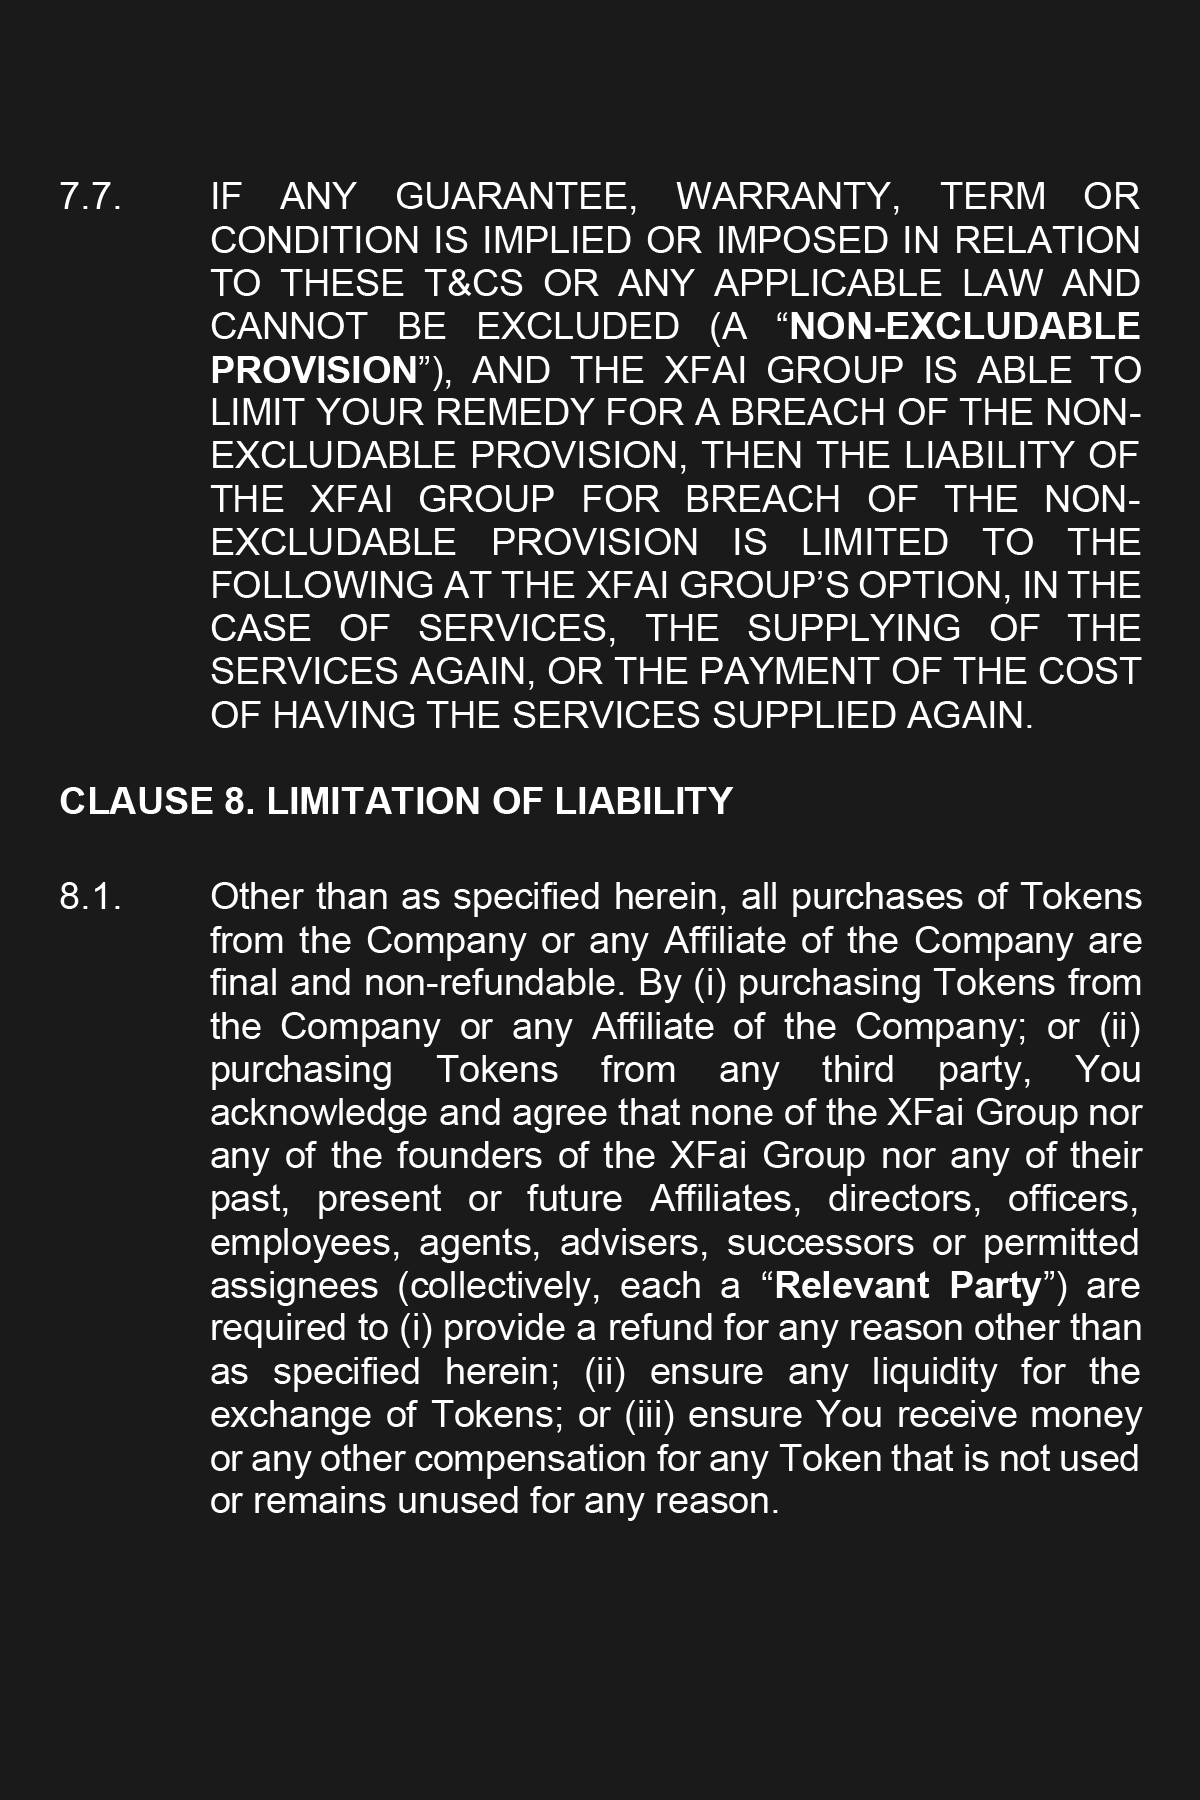 7.7. IF ANY GUARANTEE, WARRANTY, TERM OR
CONDITION IS IMPLIED OR IMPOSED IN RELATION
TO THESE T&CS OR ANY APPLICABLE LAW AND
CANNOT BE EXCLUDED (A “NON-EXCLUDABLE
PROVISION”), AND THE XFAI GROUP IS ABLE TO
LIMIT YOUR REMEDY FOR A BREACH OF THE NON-
EXCLUDABLE PROVISION, THEN THE LIABILITY OF
THE XFAI GROUP FOR BREACH OF THE NON-
EXCLUDABLE PROVISION IS LIMITED TO THE
FOLLOWING AT THE XFAI GROUP’S OPTION, IN THE
CASE OF SERVICES, THE SUPPLYING OF THE
SERVICES AGAIN, OR THE PAYMENT OF THE COST
OF HAVING THE SERVICES SUPPLIED AGAIN.
CLAUSE 8. LIMITATION OF LIABILITY
8.1. Other than as specified herein, all purchases of Tokens
from the Company or any Affiliate of the Company are
final and non-refundable. By (i) purchasing Tokens from
the Company or any Affiliate of the Company; or (ii)
purchasing Tokens from any third party, You
acknowledge and agree that none of the XFai Group nor
any of the founders of the XFai Group nor any of their
past, present or future Affiliates, directors, officers,
employees, agents, advisers, successors or permitted
assignees (collectively, each a “Relevant Party”) are
required to (i) provide a refund for any reason other than
as specified herein; (ii) ensure any liquidity for the
exchange of Tokens; or (iii) ensure You receive money
or any other compensation for any Token that is not used
or remains unused for any reason.